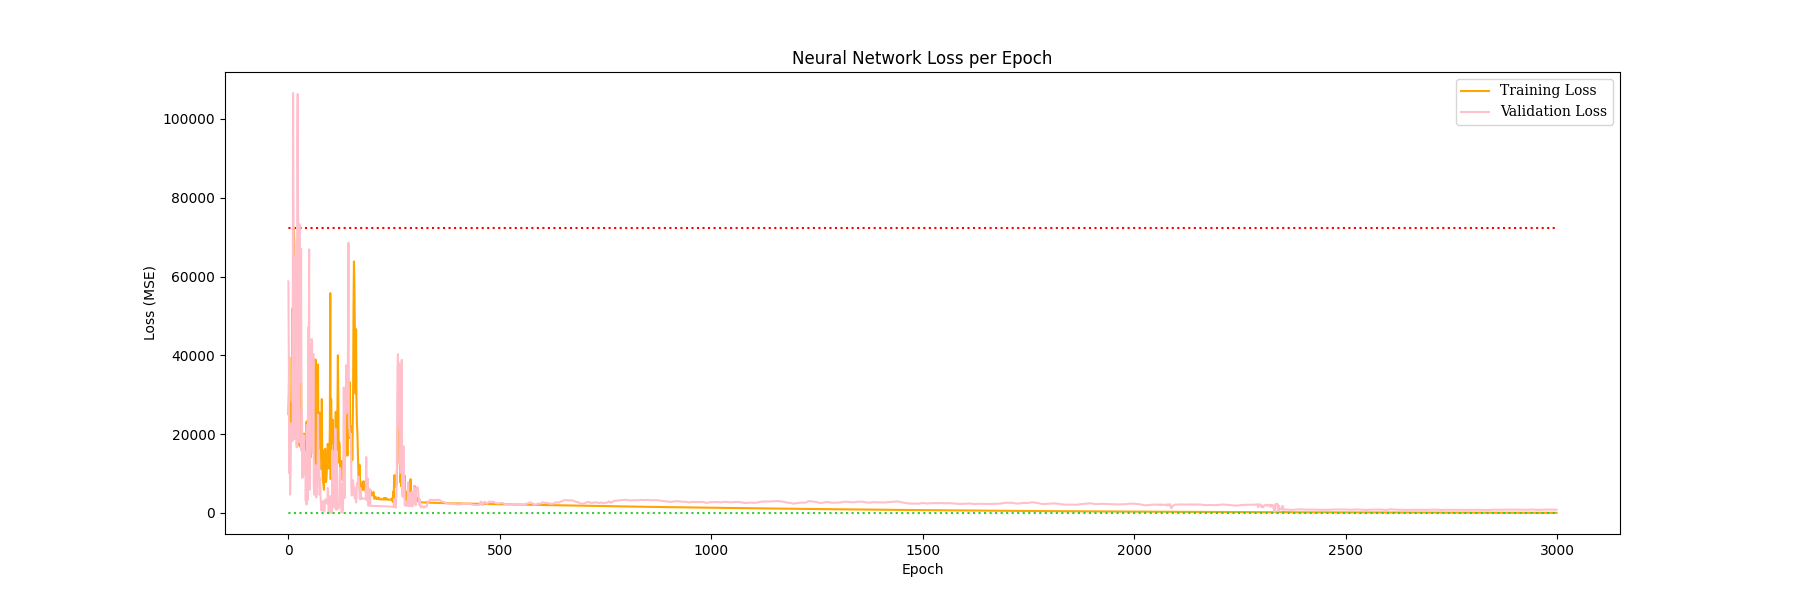 Neural Network Loss per Epoch
Training Loss
Validation Loss
100000
80000
60000
40000
20000
0
Loss (MSE)
0 500 1000 1500 2000 2500 3000
Epoch